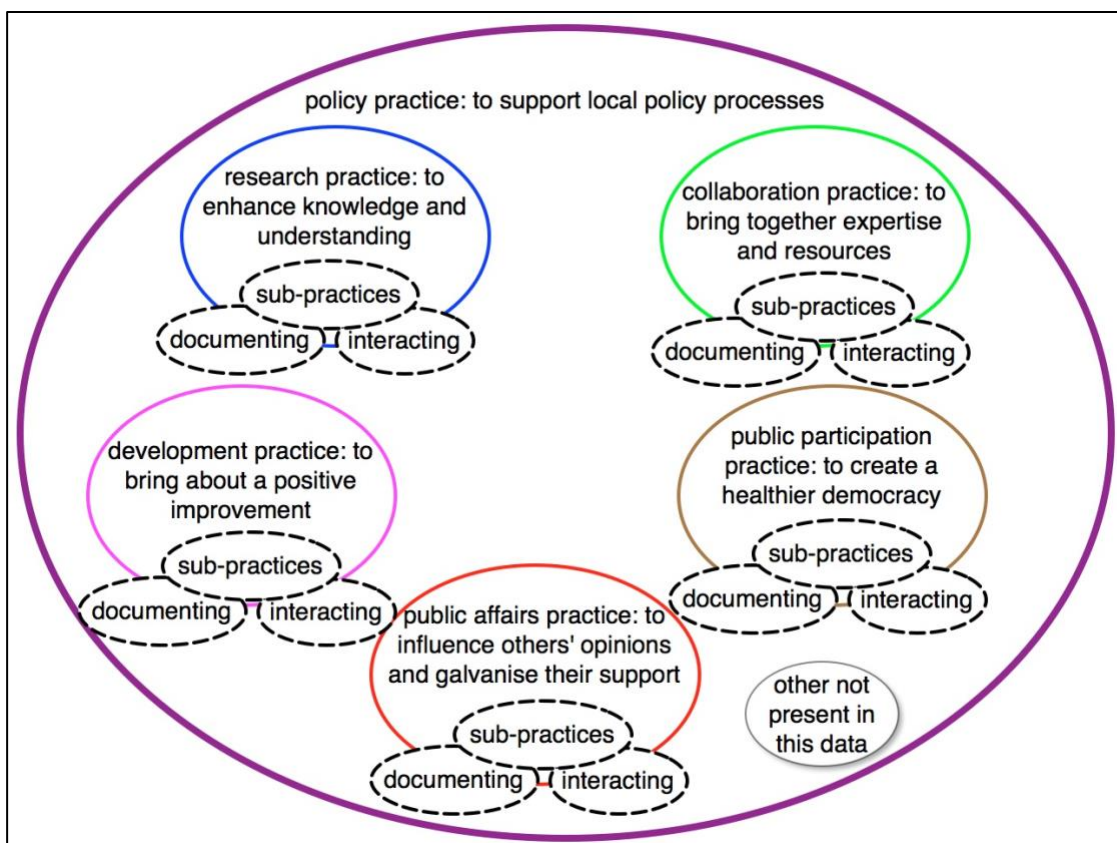 policy practice: to support local policy processes
research practice: to
enhance knowledge and
understanding
sub-practices
documenting
interacting
collaboration practice: to
bring together expertise
and resources
sub-practices
documenting
interacting
development practice: to
bring about a positive
improvement
sub-practices
documenting
interacting
public participation
practice: to create a
healthier democracy
sub-practices
documenting
interacting
public affairs practice: to
influence others' opinions
and galvanise their support
sub-practices
documenting
interacting
other not
present in
this data